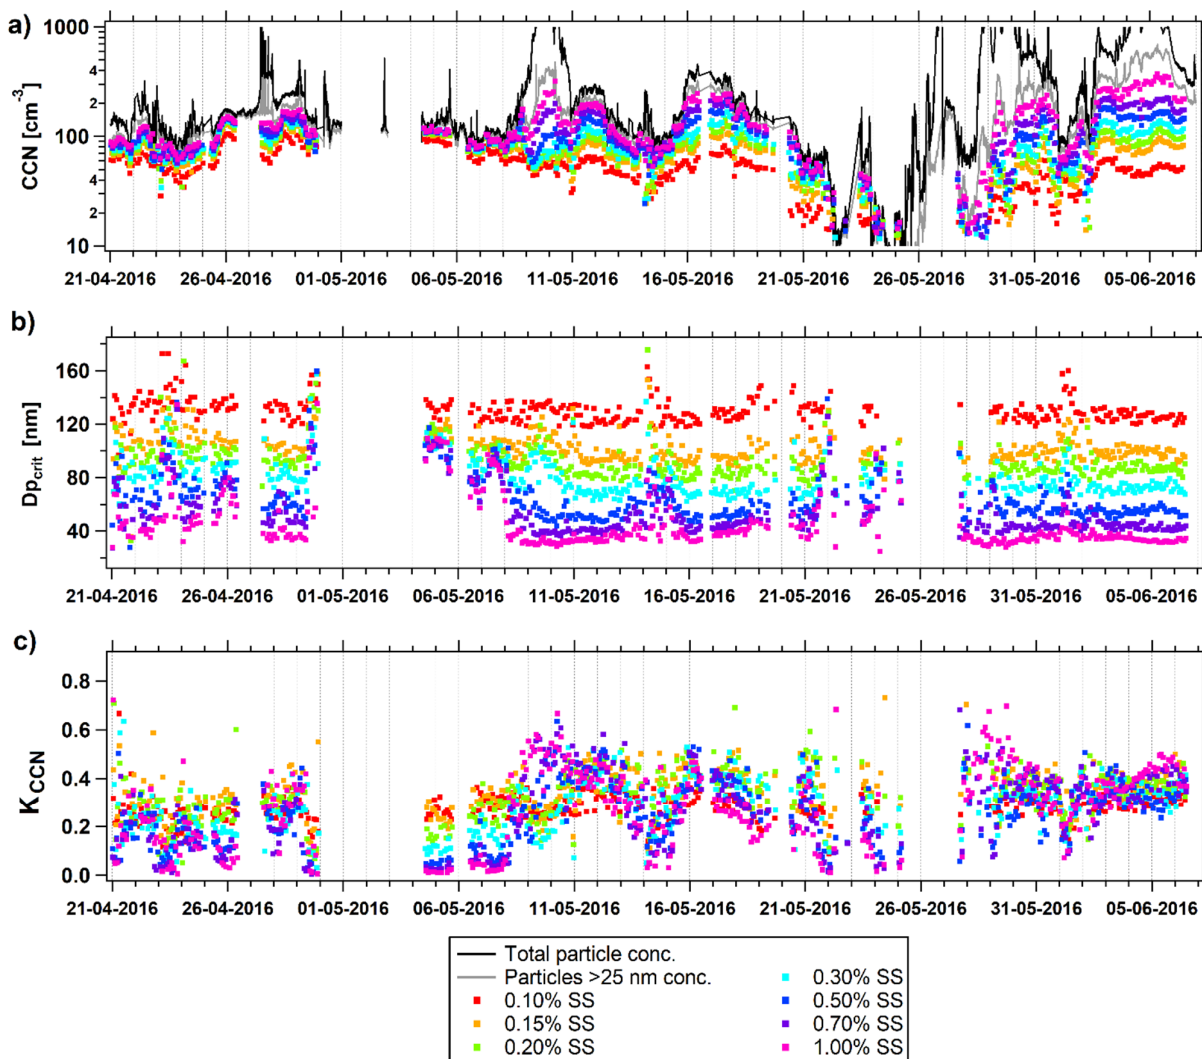 a)
1000
4
2
100
4
2
10
CCN [cm⁻³]
21-04-2016 26-04-2016 01-05-2016 06-05-2016 11-05-2016 16-05-2016 21-05-2016 26-05-2016 31-05-2016 05-06-2016
b)
160
120
80
40
Dp_crit [nm]
21-04-2016 26-04-2016 01-05-2016 06-05-2016 11-05-2016 16-05-2016 21-05-2016 26-05-2016 31-05-2016 05-06-2016
c)
0.8
0.6
0.4
0.2
0.0
K_CCN
21-04-2016 26-04-2016 01-05-2016 06-05-2016 11-05-2016 16-05-2016 21-05-2016 26-05-2016 31-05-2016 05-06-2016
Total particle conc.
Particles >25 nm conc.
0.10% SS
0.15% SS
0.20% SS
0.30% SS
0.50% SS
0.70% SS
1.00% SS